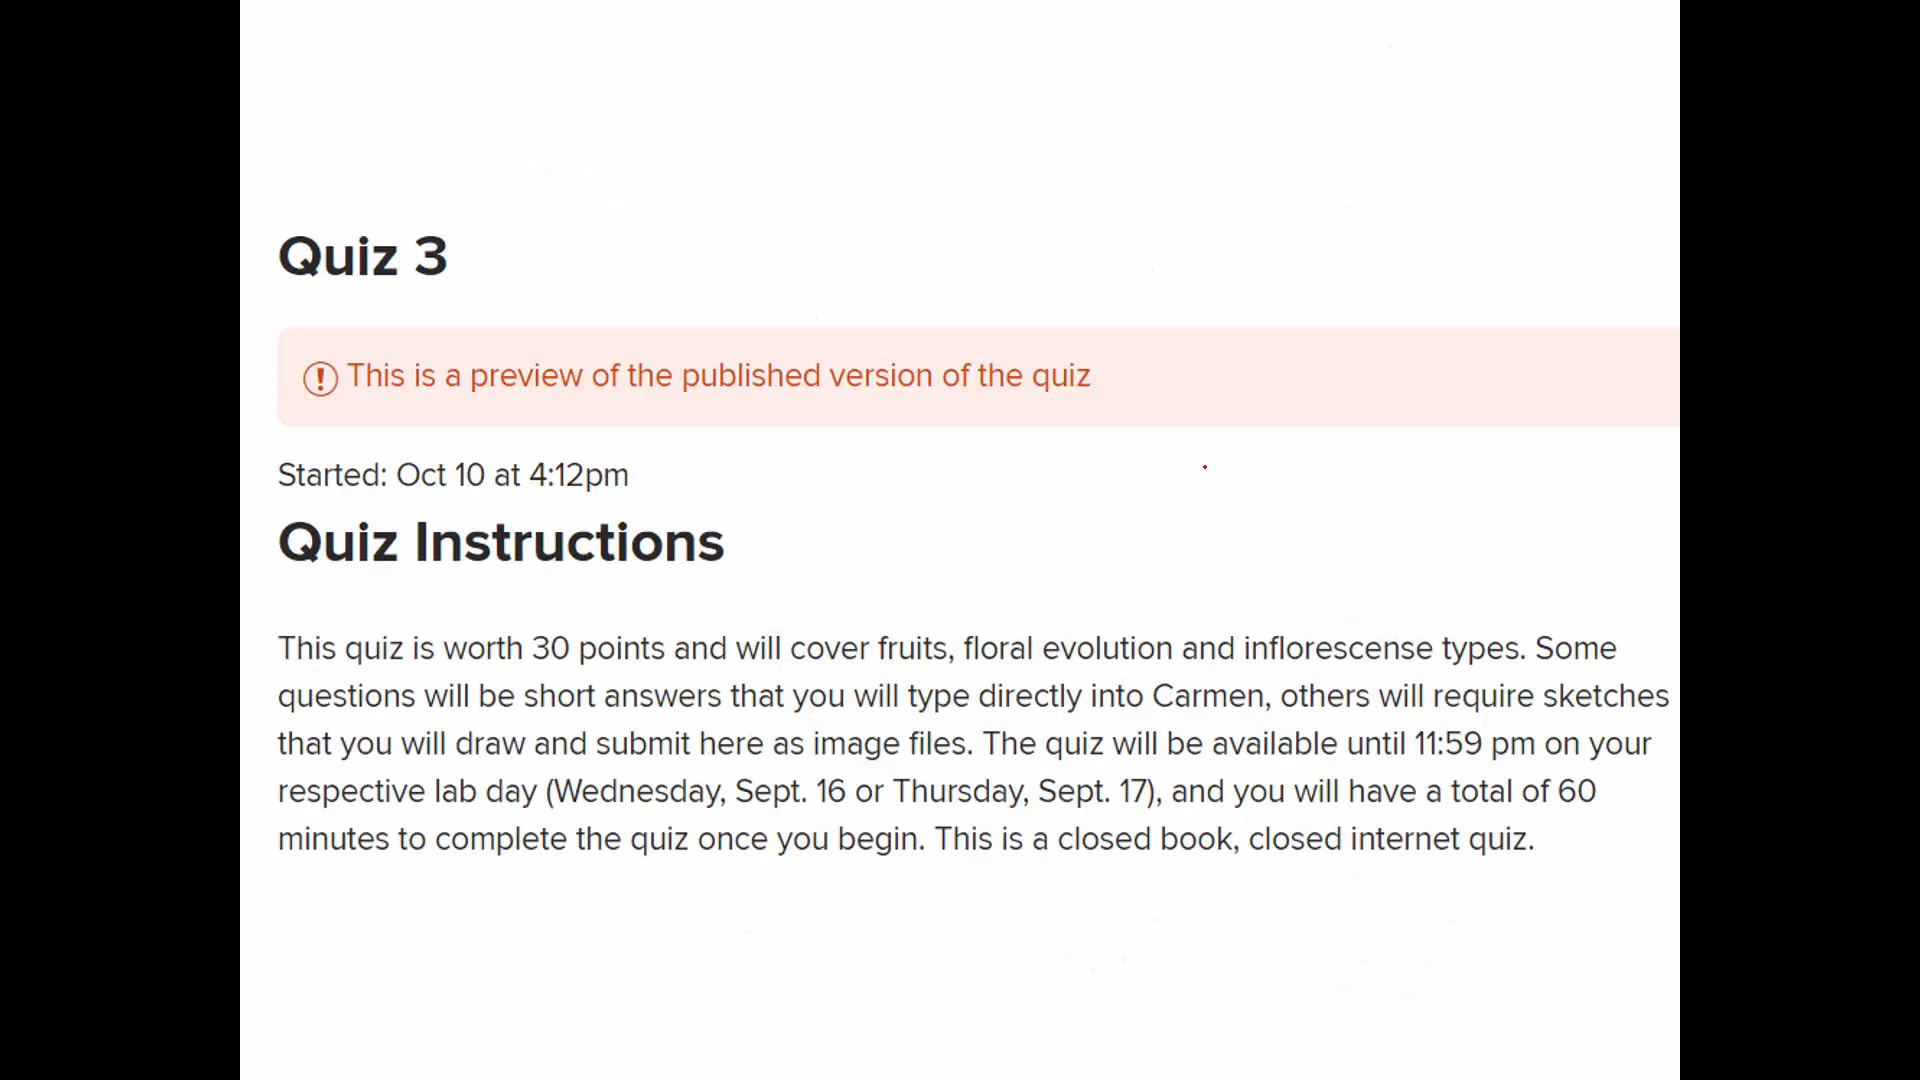 Quiz 3
This is a preview of the published version of the quiz
Started: Oct 10 at 4:12pm
Quiz Instructions
This quiz is worth 30 points and will cover fruits, floral evolution and inflorescense types. Some
questions will be short answers that you will type directly into Carmen, others will require sketches
that you will draw and submit here as image files. The quiz will be available until 11:59 pm on your
respective lab day (Wednesday, Sept. 16 or Thursday, Sept. 17), and you will have a total of 60
minutes to complete the quiz once you begin. This is a closed book, closed internet quiz.